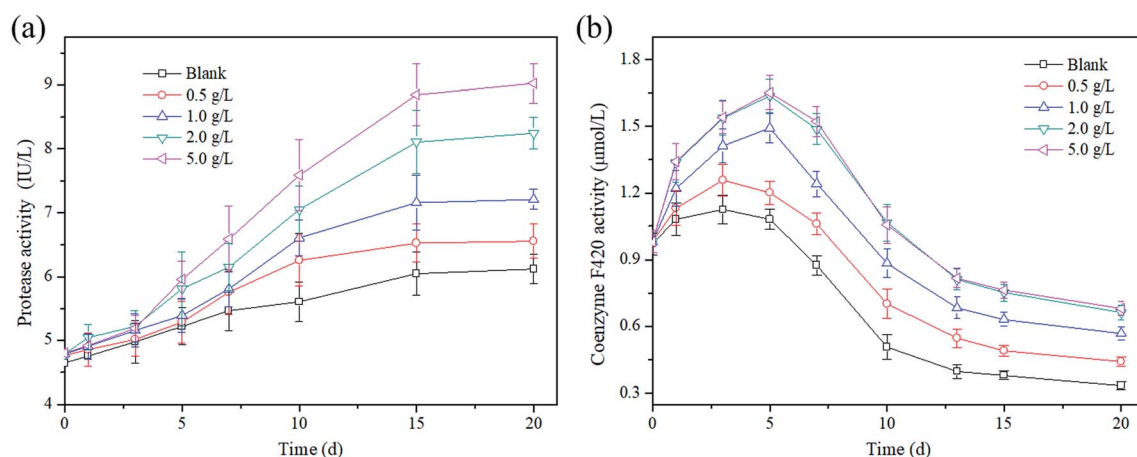 (a)
Protease activity (IU/L)
9
8
7
6
5
4
Blank
0.5 g/L
1.0 g/L
2.0 g/L
5.0 g/L
0 5 10 15 20
Time (d)
(b)
Coenzyme F420 activity (μmol/L)
1.8
1.5
1.2
0.9
0.6
0.3
Blank
0.5 g/L
1.0 g/L
2.0 g/L
5.0 g/L
0 5 10 15 20
Time (d)